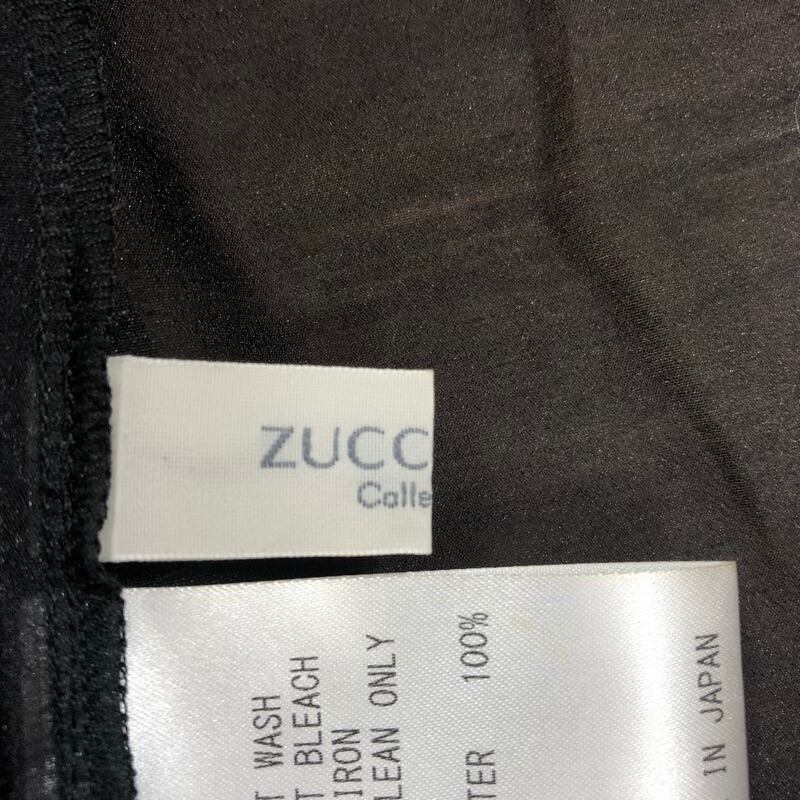 ZUCC
Colle
T WASH
T BLEACH
IRON
LEAN ONLY
TER 100%
IN JAPAN